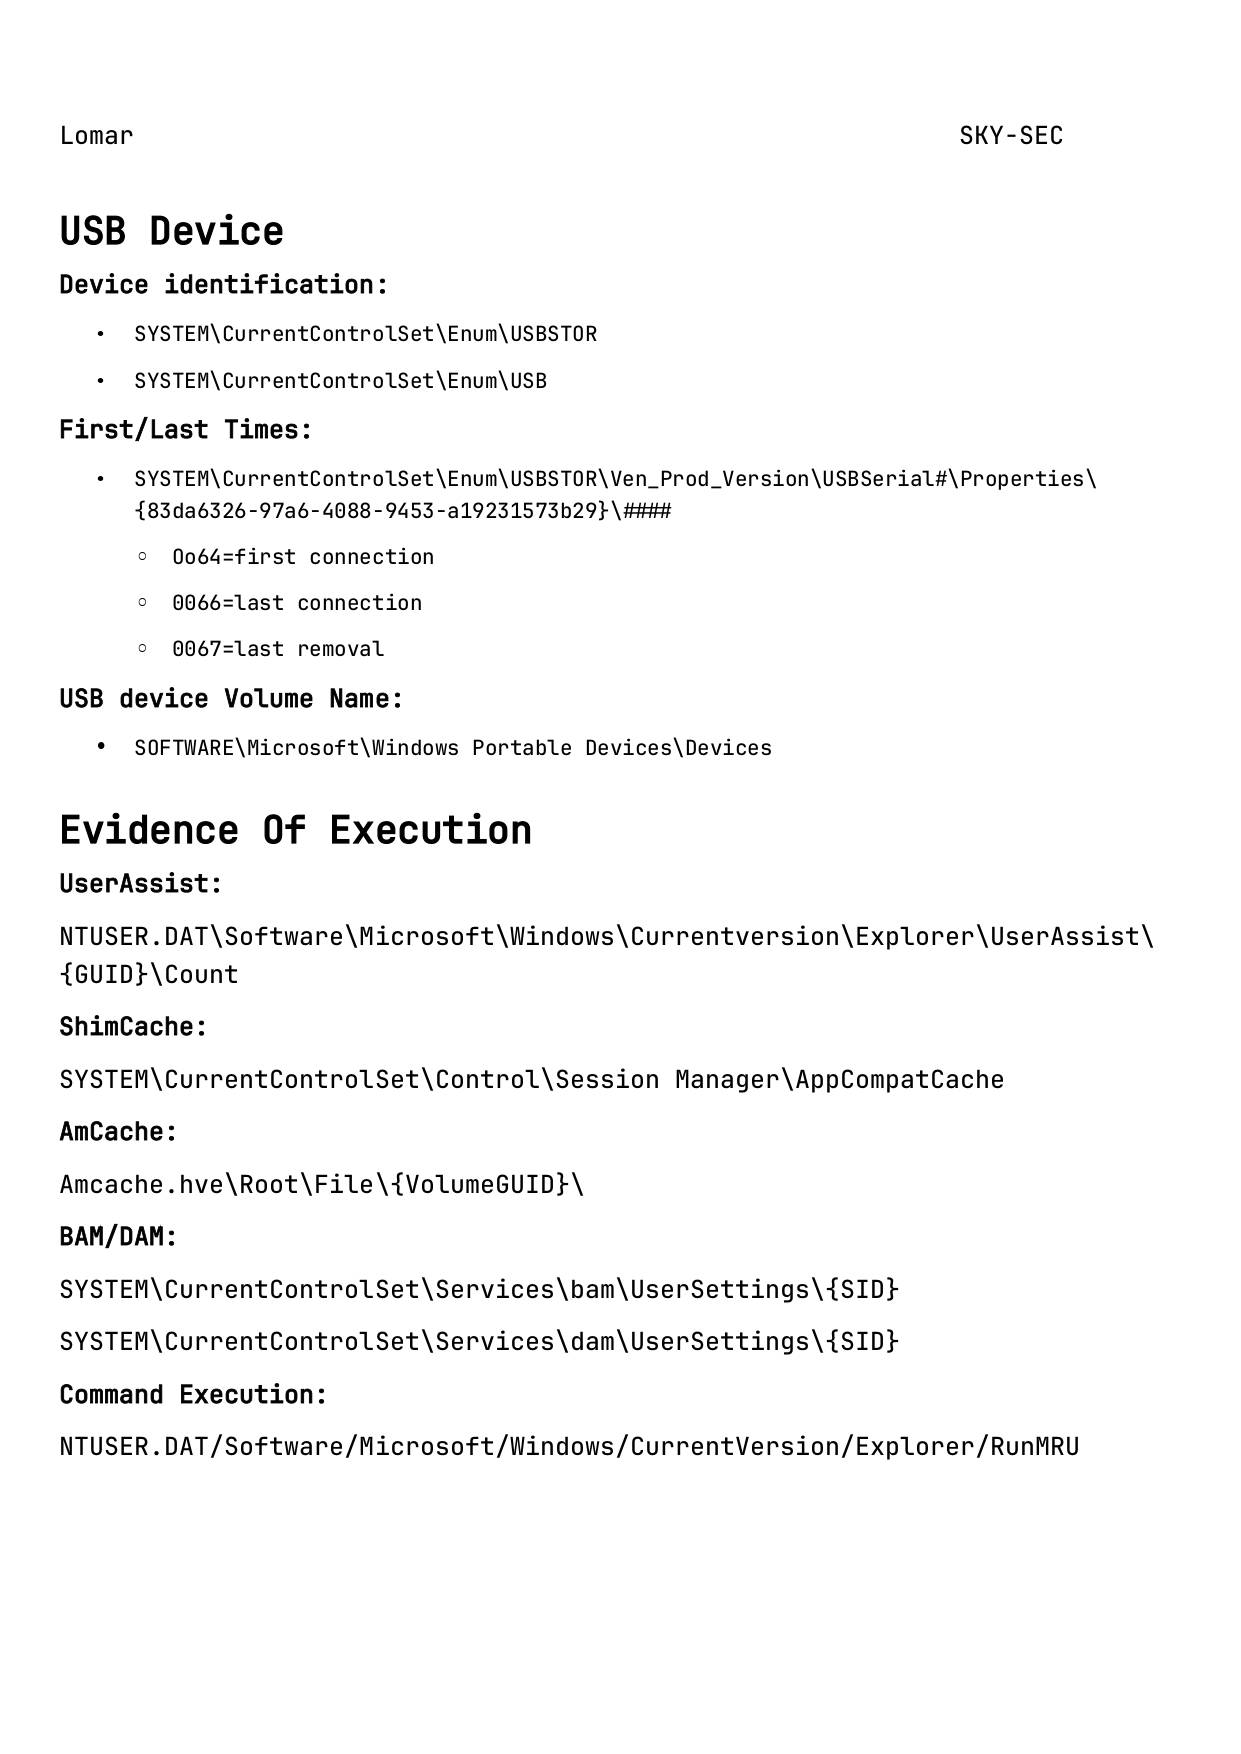 Lomar SKY-SEC
USB Device
Device identification:
• SYSTEM\CurrentControlSet\Enum\USBSTOR
• SYSTEM\CurrentControlSet\Enum\USB
First/Last Times:
• SYSTEM\CurrentControlSet\Enum\USBSTOR\Ven_Prod_Version\USBSerial#\Properties\
{83da6326-97a6-4088-9453-a19231573b29}\####
○ Oo64=first connection
○ 0066=last connection
○ 0067=last removal
USB device Volume Name:
• SOFTWARE\Microsoft\Windows Portable Devices\Devices
Evidence Of Execution
UserAssist:
NTUSER.DAT\Software\Microsoft\Windows\Currentversion\Explorer\UserAssist\
{GUID}\Count
ShimCache:
SYSTEM\CurrentControlSet\Control\Session Manager\AppCompatCache
AmCache:
Amcache.hve\Root\File\{VolumeGUID}\
BAM/DAM:
SYSTEM\CurrentControlSet\Services\bam\UserSettings\{SID}
SYSTEM\CurrentControlSet\Services\dam\UserSettings\{SID}
Command Execution:
NTUSER.DAT/Software/Microsoft/Windows/CurrentVersion/Explorer/RunMRU